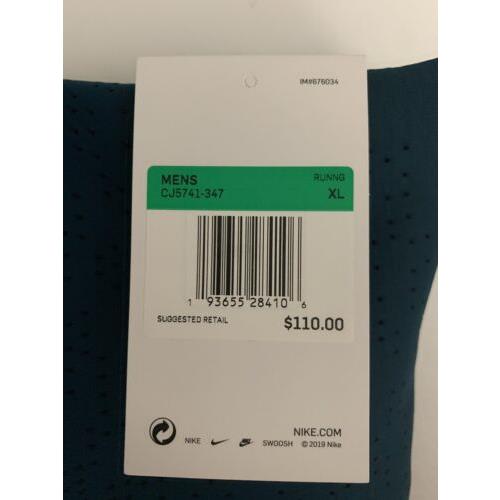 IM#676034
MENS RUNNG
CJ5741-347 XL
1 93655 28410 6
SUGGESTED RETAIL $110.00
NIKE.COM
NIKE SWOOSH © 2019 Nike